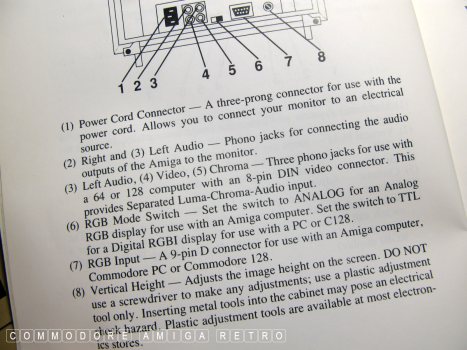 1 2 3 4 5 6 7 8
(1) Power Cord Connector — A three-prong connector for use with the
power cord. Allows you to connect your monitor to an electrical
source.
(2) Right and (3) Left Audio — Phono jacks for connecting the audio
outputs of the Amiga to the monitor.
(3) Left Audio, (4) Video, (5) Chroma — Three phono jacks for use with
a 64 or 128 computer with an 8-pin DIN video connector. This
provides Separated Luma-Chroma-Audio input.
(6) RGB Mode Switch — Set the switch to ANALOG for an Analog
RGB display for use with an Amiga computer. Set the switch to TTL
for a Digital RGBI display for use with a PC or C128.
(7) RGB Input — A 9-pin D connector for use with an Amiga computer,
Commodore PC or Commodore 128.
(8) Vertical Height — Adjusts the image height on the screen. DO NOT
use a screwdriver to make any adjustments; use a plastic adjustment
tool only. Inserting metal tools into the cabinet may pose an electrical
shock hazard. Plastic adjustment tools are available at most electron-
ics stores.
COMMODORE AMIGA RETRO